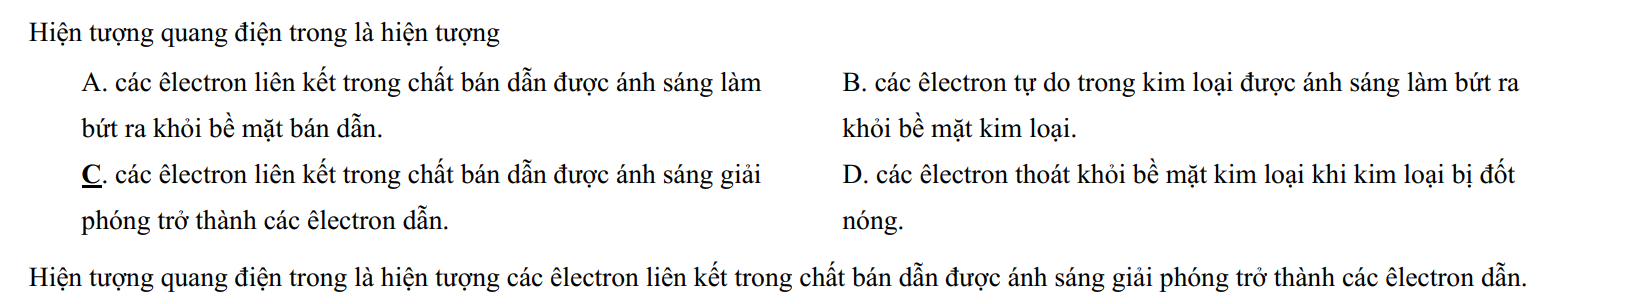 Hiện tượng quang điện trong là hiện tượng
A. các êlectron liên kết trong chất bán dẫn được ánh sáng làm
bứt ra khỏi bề mặt bán dẫn.
B. các êlectron tự do trong kim loại được ánh sáng làm bứt ra
khỏi bề mặt kim loại.
C. các êlectron liên kết trong chất bán dẫn được ánh sáng giải
phóng trở thành các êlectron dẫn.
D. các êlectron thoát khỏi bề mặt kim loại khi kim loại bị đốt
nóng.
Hiện tượng quang điện trong là hiện tượng các êlectron liên kết trong chất bán dẫn được ánh sáng giải phóng trở thành các êlectron dẫn.